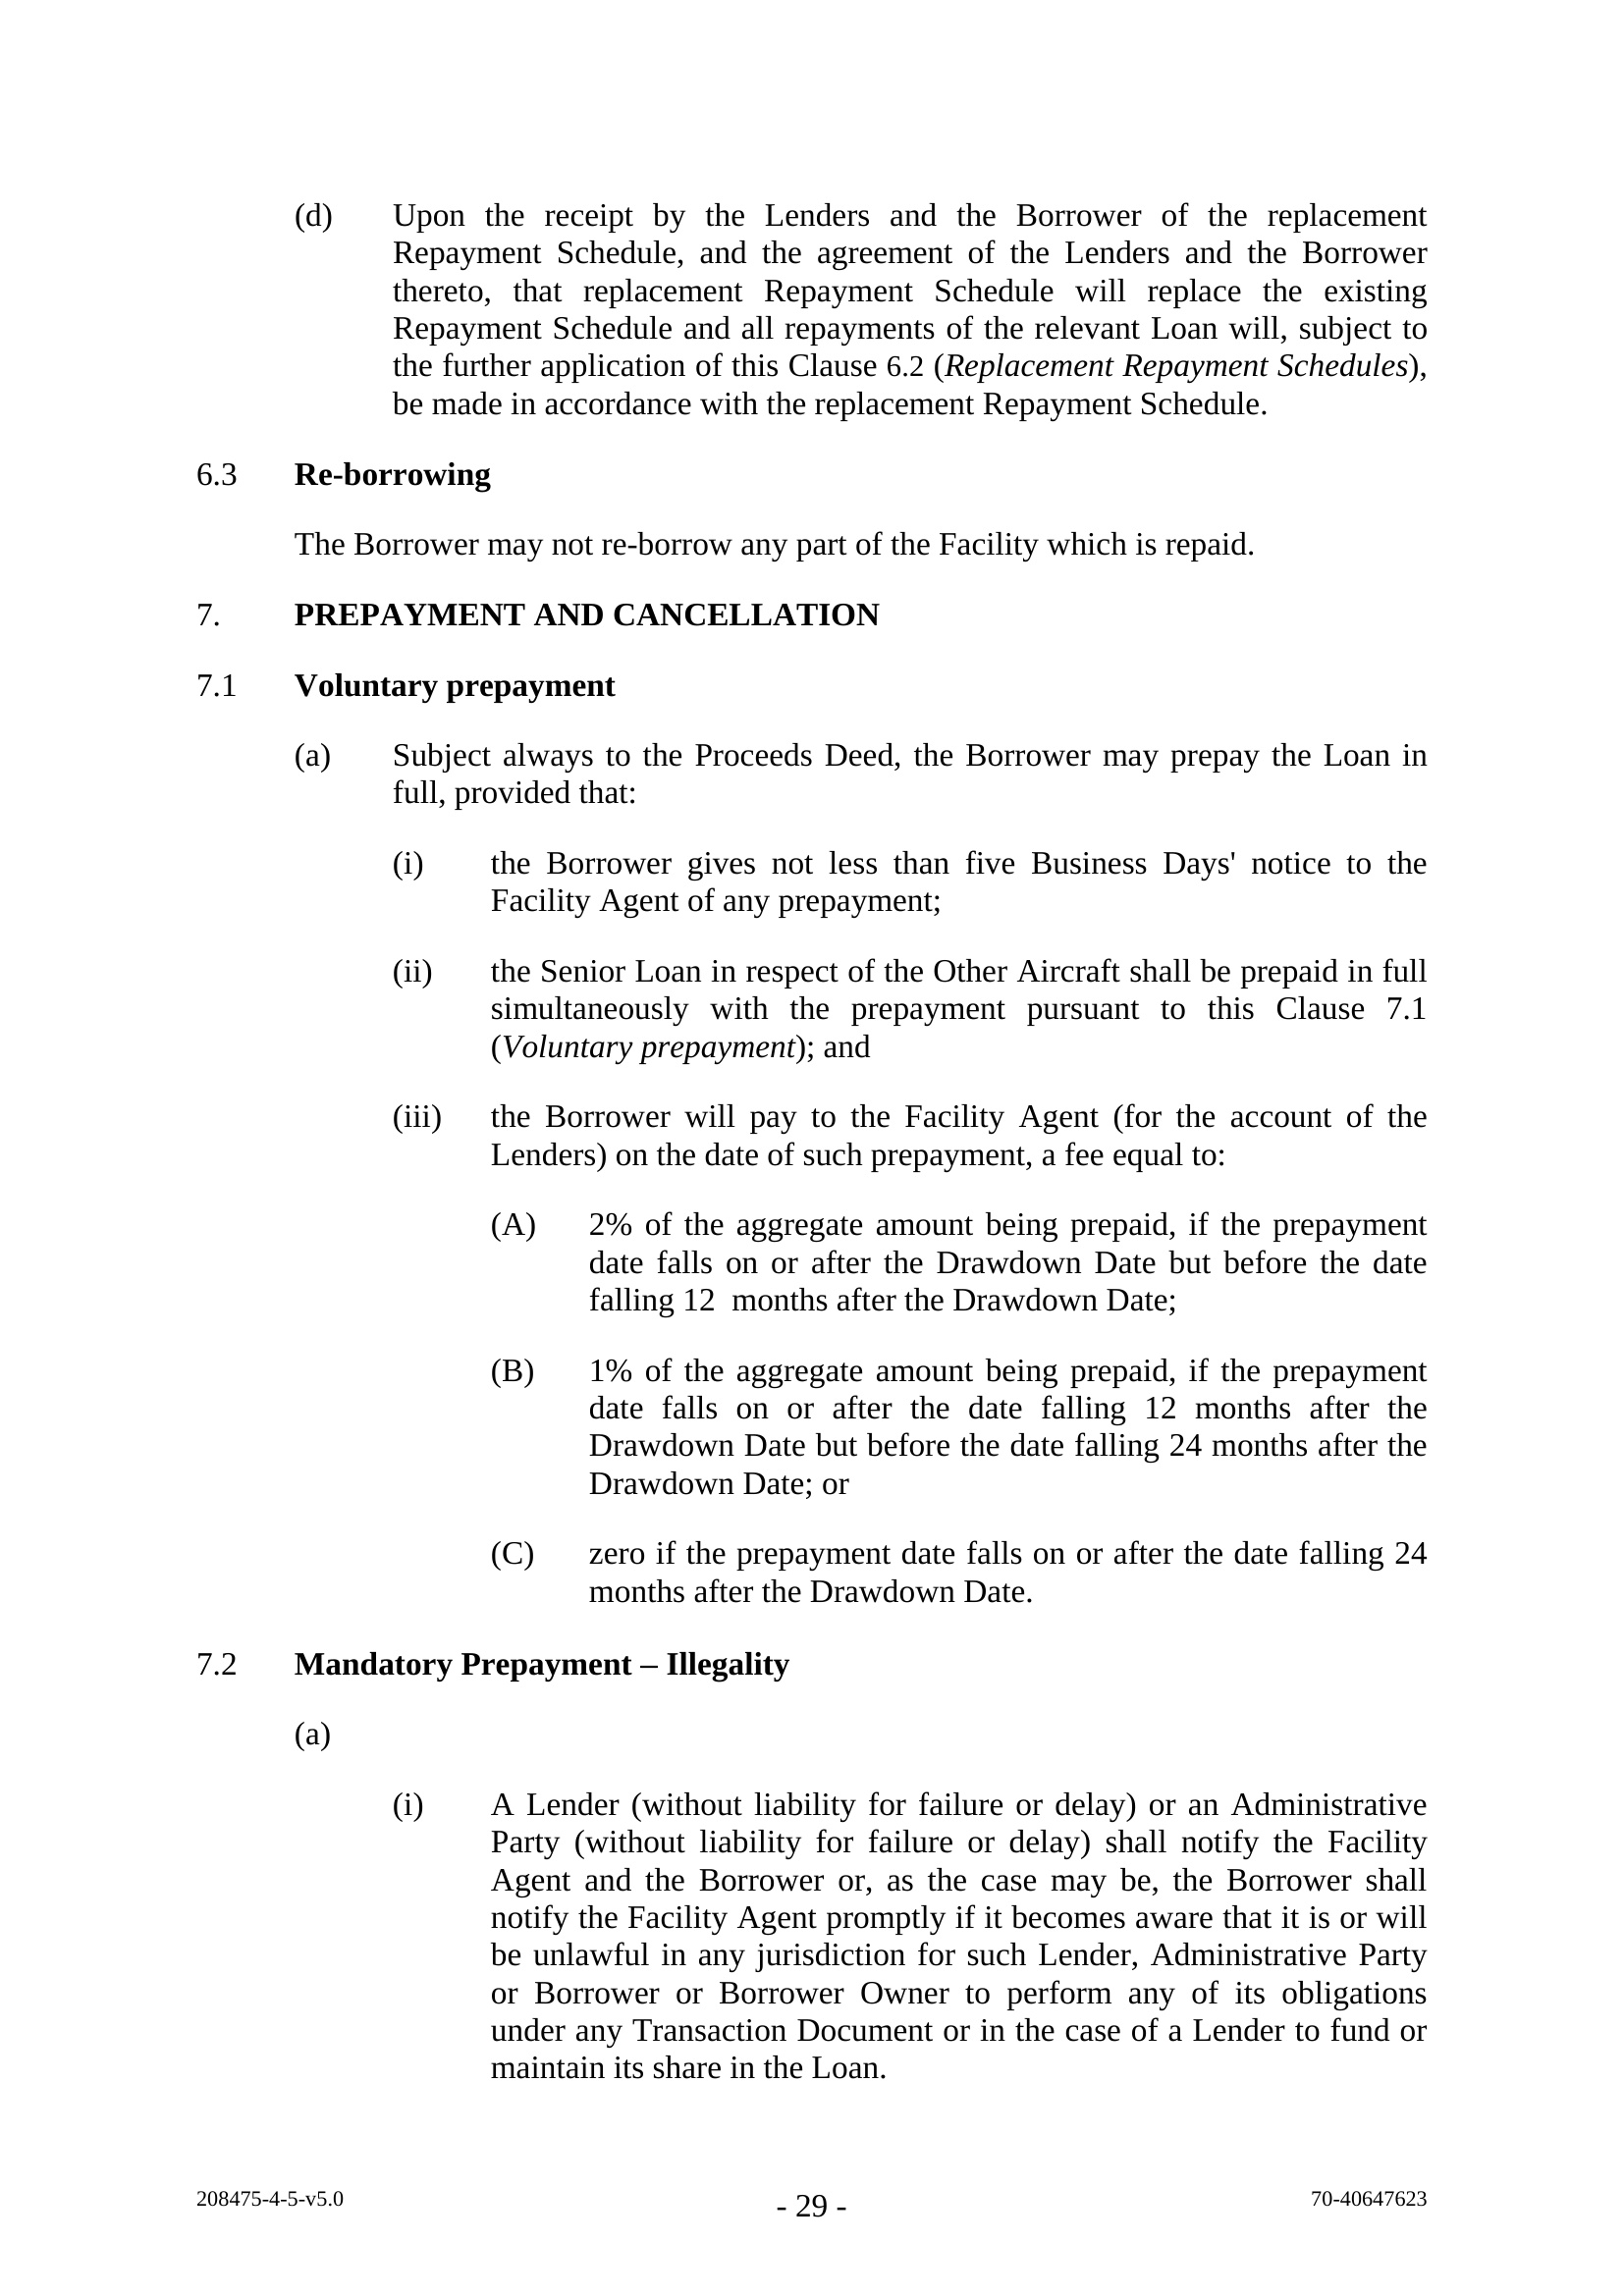 (d) Upon the receipt by the Lenders and the Borrower of the replacement
Repayment Schedule, and the agreement of the Lenders and the Borrower
thereto, that replacement Repayment Schedule will replace the existing
Repayment Schedule and all repayments of the relevant Loan will, subject to
the further application of this Clause 6.2 (Replacement Repayment Schedules),
be made in accordance with the replacement Repayment Schedule.
6.3 Re-borrowing
The Borrower may not re-borrow any part of the Facility which is repaid.
7. PREPAYMENT AND CANCELLATION
7.1 Voluntary prepayment
(a) Subject always to the Proceeds Deed, the Borrower may prepay the Loan in
full, provided that:
(i) the Borrower gives not less than five Business Days' notice to the
Facility Agent of any prepayment;
(ii) the Senior Loan in respect of the Other Aircraft shall be prepaid in full
simultaneously with the prepayment pursuant to this Clause 7.1
(Voluntary prepayment); and
(iii) the Borrower will pay to the Facility Agent (for the account of the
Lenders) on the date of such prepayment, a fee equal to:
(A) 2% of the aggregate amount being prepaid, if the prepayment
date falls on or after the Drawdown Date but before the date
falling 12  months after the Drawdown Date;
(B) 1% of the aggregate amount being prepaid, if the prepayment
date falls on or after the date falling 12 months after the
Drawdown Date but before the date falling 24 months after the
Drawdown Date; or
(C) zero if the prepayment date falls on or after the date falling 24
months after the Drawdown Date.
7.2 Mandatory Prepayment – Illegality
(a)
(i) A Lender (without liability for failure or delay) or an Administrative
Party (without liability for failure or delay) shall notify the Facility
Agent and the Borrower or, as the case may be, the Borrower shall
notify the Facility Agent promptly if it becomes aware that it is or will
be unlawful in any jurisdiction for such Lender, Administrative Party
or Borrower or Borrower Owner to perform any of its obligations
under any Transaction Document or in the case of a Lender to fund or
maintain its share in the Loan.
208475-4-5-v5.0 - 29 - 70-40647623